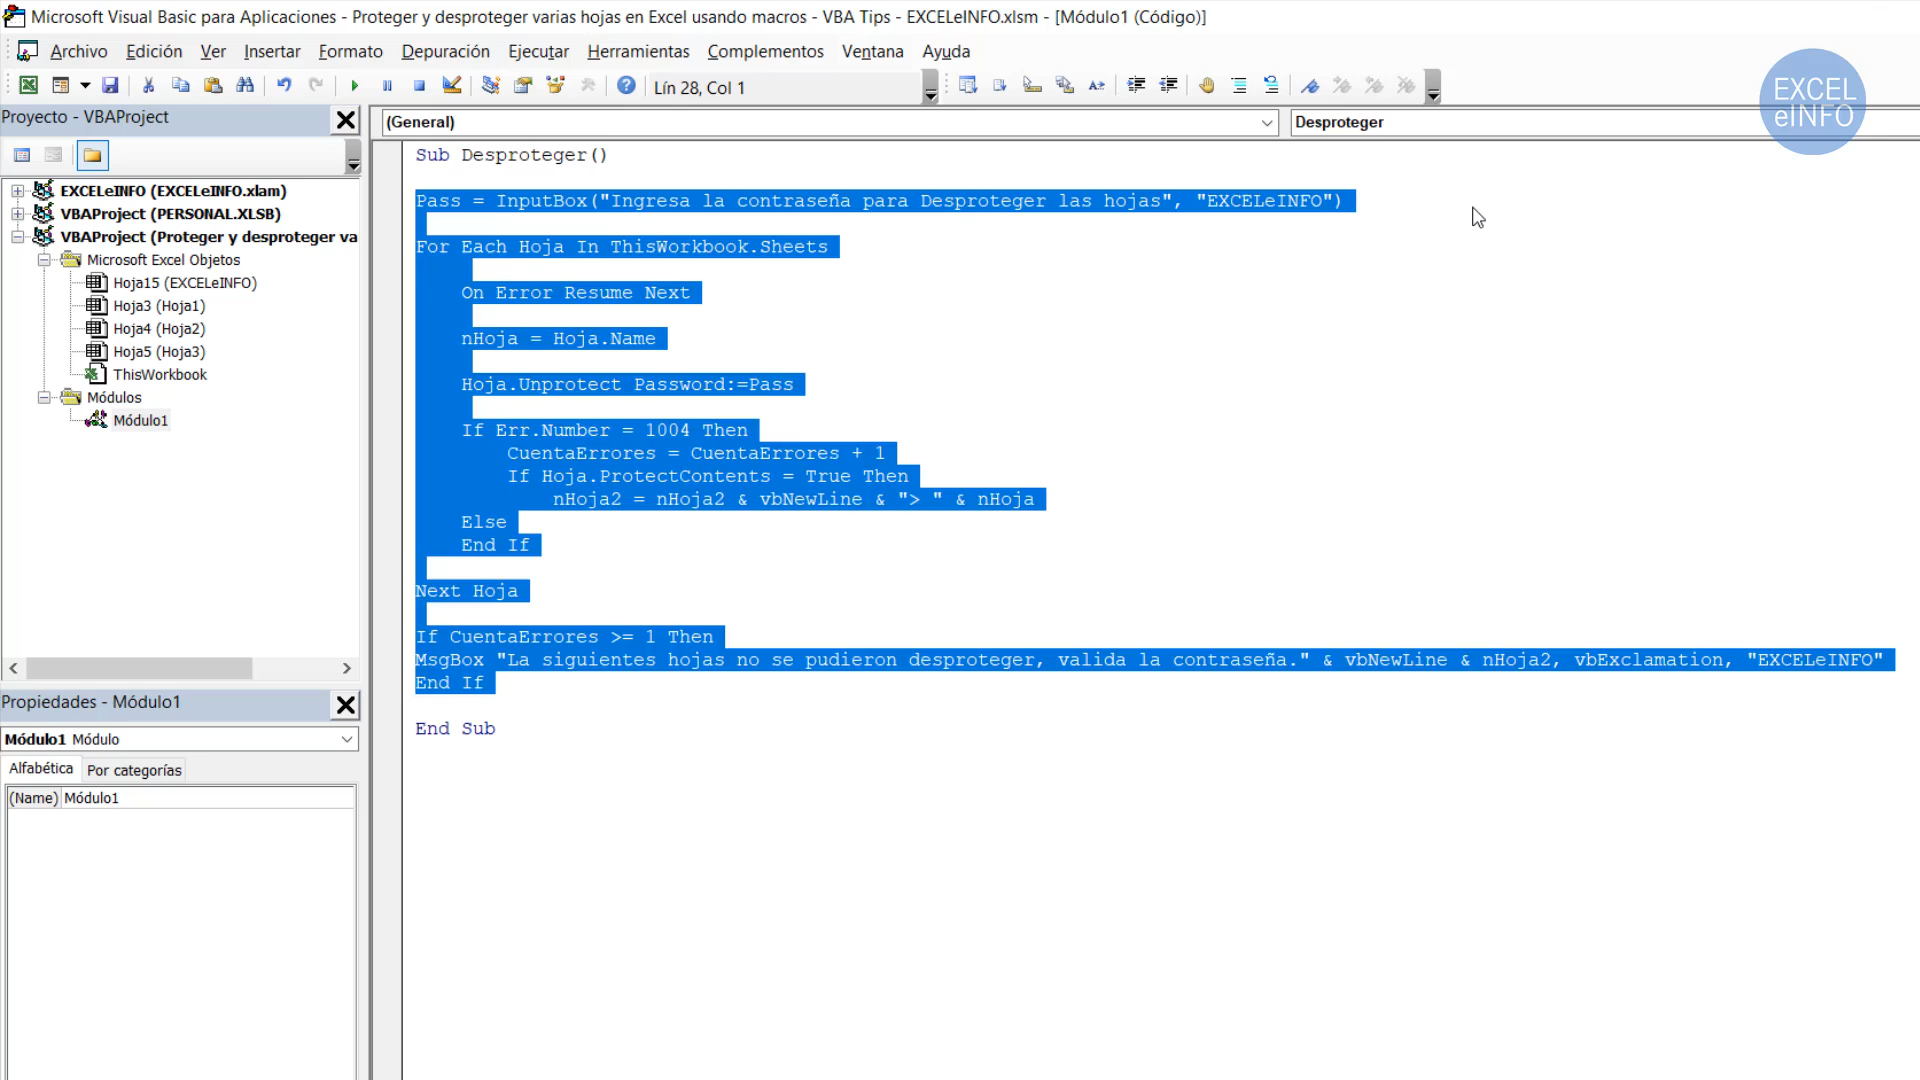 Microsoft Visual Basic para Aplicaciones - Proteger y desproteger varias hojas en Excel usando macros - VBA Tips - EXCELeINFO.xlsm - [Módulo1 (Código)]
Archivo Edición Ver Insertar Formato Depuración Ejecutar Herramientas Complementos Ventana Ayuda
Lín 28, Col 1
EXCEL
eINFO
Proyecto - VBAProject
(General)
Desproteger
EXCELeINFO (EXCELeINFO.xlam)
VBAProject (PERSONAL.XLSB)
VBAProject (Proteger y desproteger va
Microsoft Excel Objetos
Hoja15 (EXCELeINFO)
Hoja3 (Hoja1)
Hoja4 (Hoja2)
Hoja5 (Hoja3)
ThisWorkbook
Módulos
Módulo1
Propiedades - Módulo1
Módulo1 Módulo
Alfabética Por categorías
(Name) Módulo1
Sub Desproteger()
Pass = InputBox("Ingresa la contraseña para Desproteger las hojas", "EXCELeINFO")
For Each Hoja In ThisWorkbook.Sheets
On Error Resume Next
nHoja = Hoja.Name
Hoja.Unprotect Password:=Pass
If Err.Number = 1004 Then
CuentaErrores = CuentaErrores + 1
If Hoja.ProtectContents = True Then
nHoja2 = nHoja2 & vbNewLine & "> " & nHoja
Else
End If
Next Hoja
If CuentaErrores >= 1 Then
MsgBox "La siguientes hojas no se pudieron desproteger, valida la contraseña." & vbNewLine & nHoja2, vbExclamation, "EXCELeINFO"
End If
End Sub